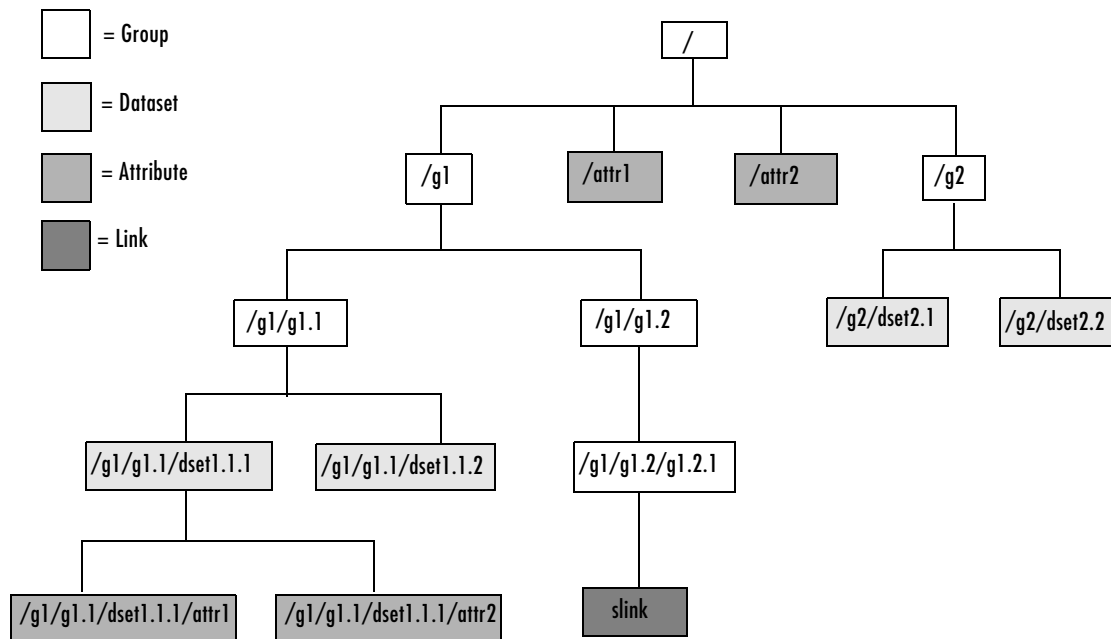 = Group
= Dataset
= Attribute
= Link
/
/g1
/attr1
/attr2
/g2
/g1/g1.1
/g1/g1.2
/g2/dset2.1
/g2/dset2.2
/g1/g1.1/dset1.1.1
/g1/g1.1/dset1.1.2
/g1/g1.2/g1.2.1
/g1/g1.1/dset1.1.1/attr1
/g1/g1.1/dset1.1.1/attr2
slink